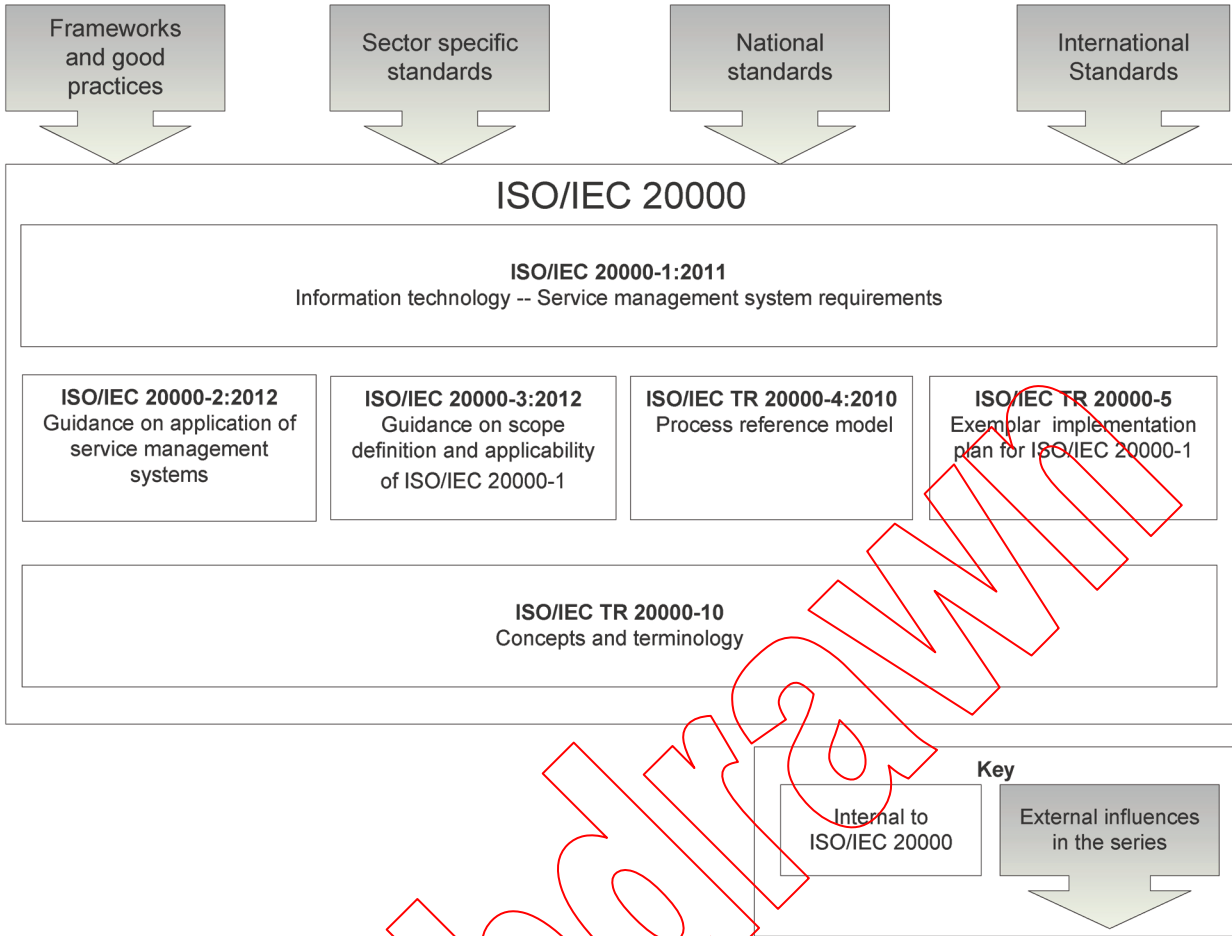 Frameworks
and good
practices
Sector specific
standards
National
standards
International
Standards
ISO/IEC 20000
ISO/IEC 20000-1:2011
Information technology -- Service management system requirements
ISO/IEC 20000-2:2012
Guidance on application of
service management
systems
ISO/IEC 20000-3:2012
Guidance on scope
definition and applicability
of ISO/IEC 20000-1
ISO/IEC TR 20000-4:2010
Process reference model
ISO/IEC TR 20000-5
Exemplar implementation
plan for ISO/IEC 20000-1
ISO/IEC TR 20000-10
Concepts and terminology
Key
Internal to
ISO/IEC 20000
External influences
in the series
drawn